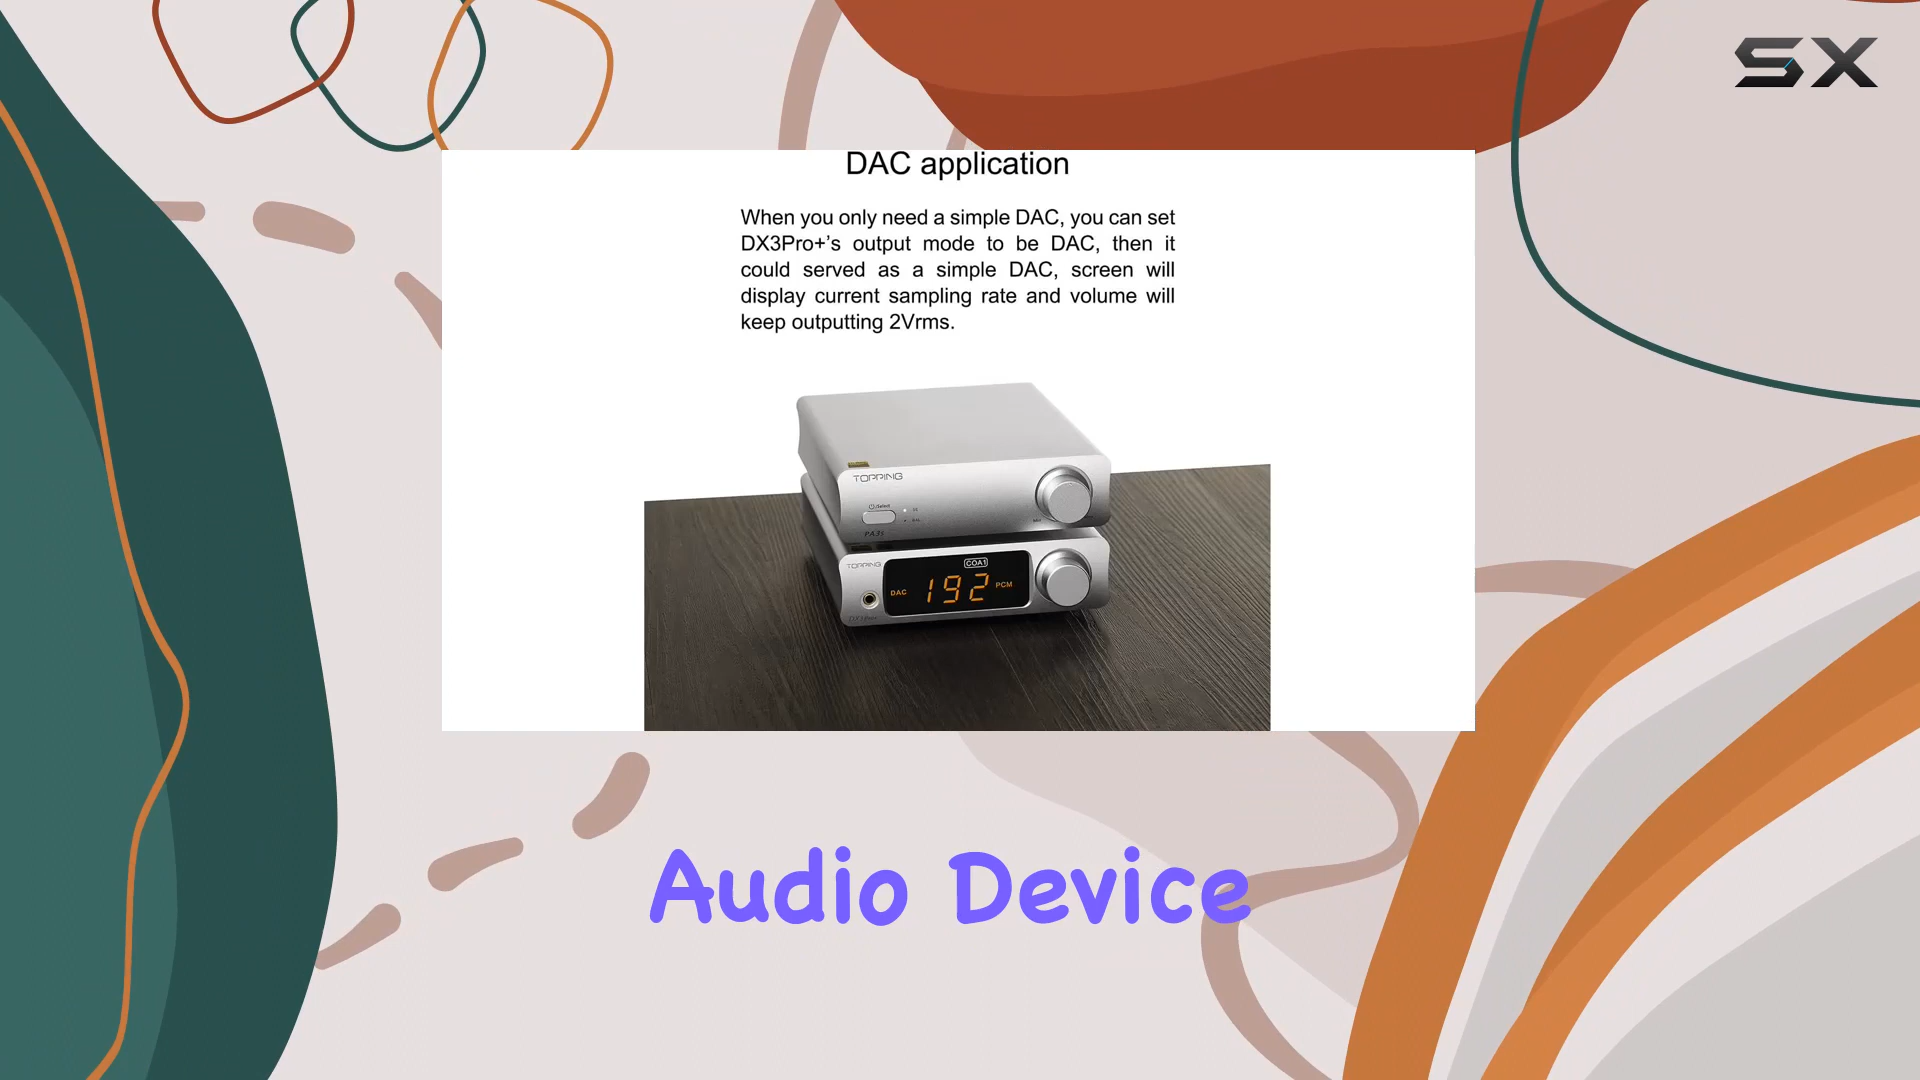 SX
DAC application
When you only need a simple DAC, you can set
DX3Pro+’s output mode to be DAC, then it
could served as a simple DAC, screen will
display current sampling rate and volume will
keep outputting 2Vrms.
TOPPING
PA3s
TOPPING
COA1
DAC
192
PCM
Audio Device